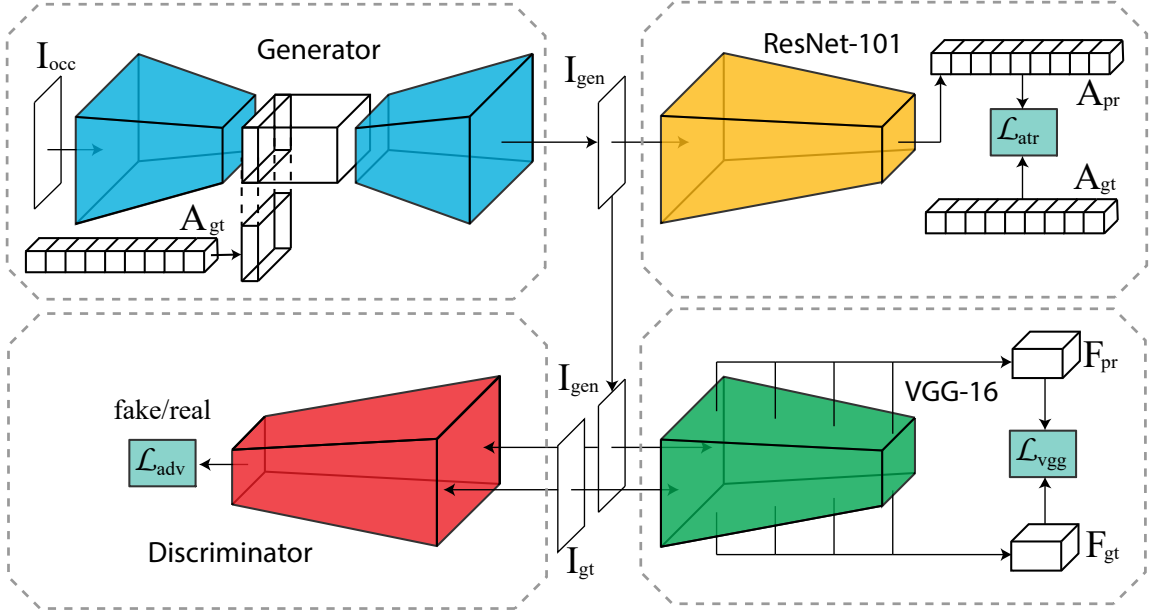 Generator
I_occ
A_gt
I_gen
ResNet-101
A_pr
ℒ_atr
A_gt
fake/real
ℒ_adv
Discriminator
I_gen
I_gt
VGG-16
F_pr
ℒ_vgg
F_gt